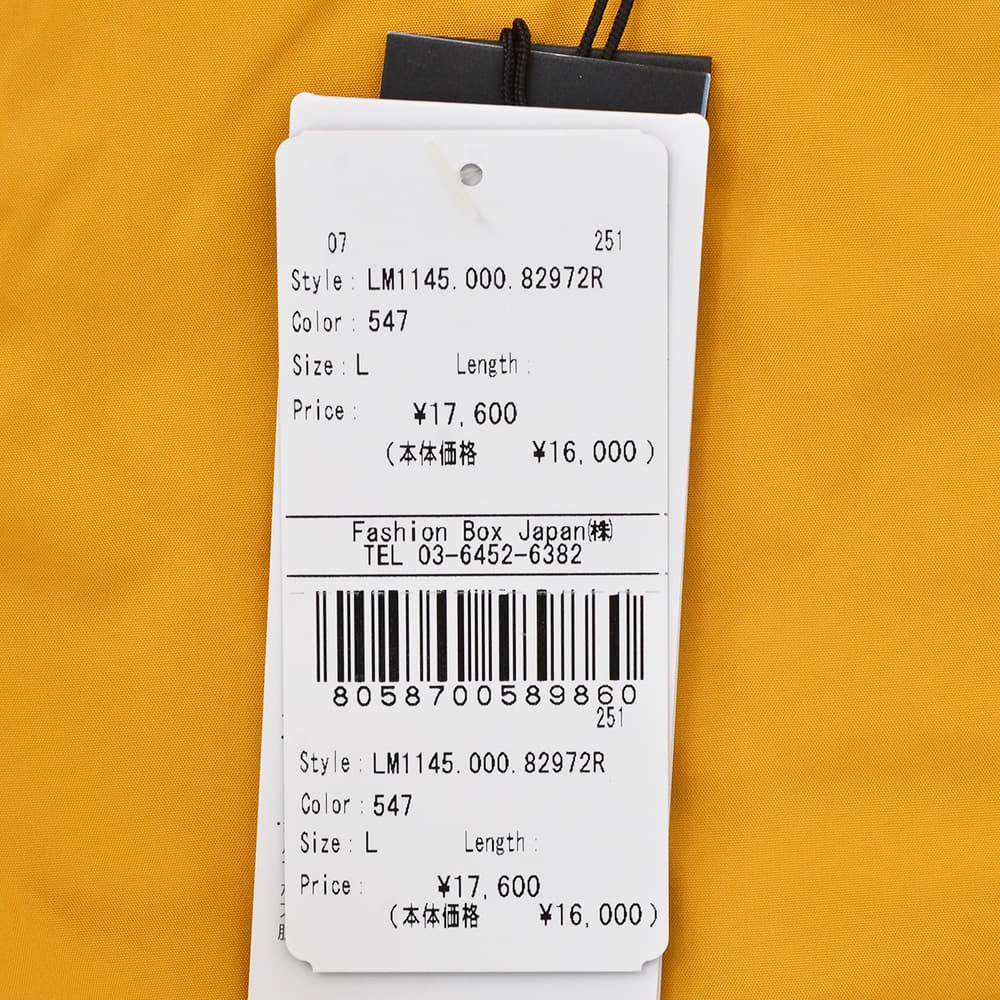 07 251
Style: LM1145.000.82972R
Color: 547
Size: L Length:
Price: ¥17,600
(本体価格 ¥16,000)
Fashion Box Japan㈱
TEL 03-6452-6382
8058700589860
251
Style: LM1145.000.82972R
Color: 547
Size: L Length:
Price: ¥17,600
(本体価格 ¥16,000)